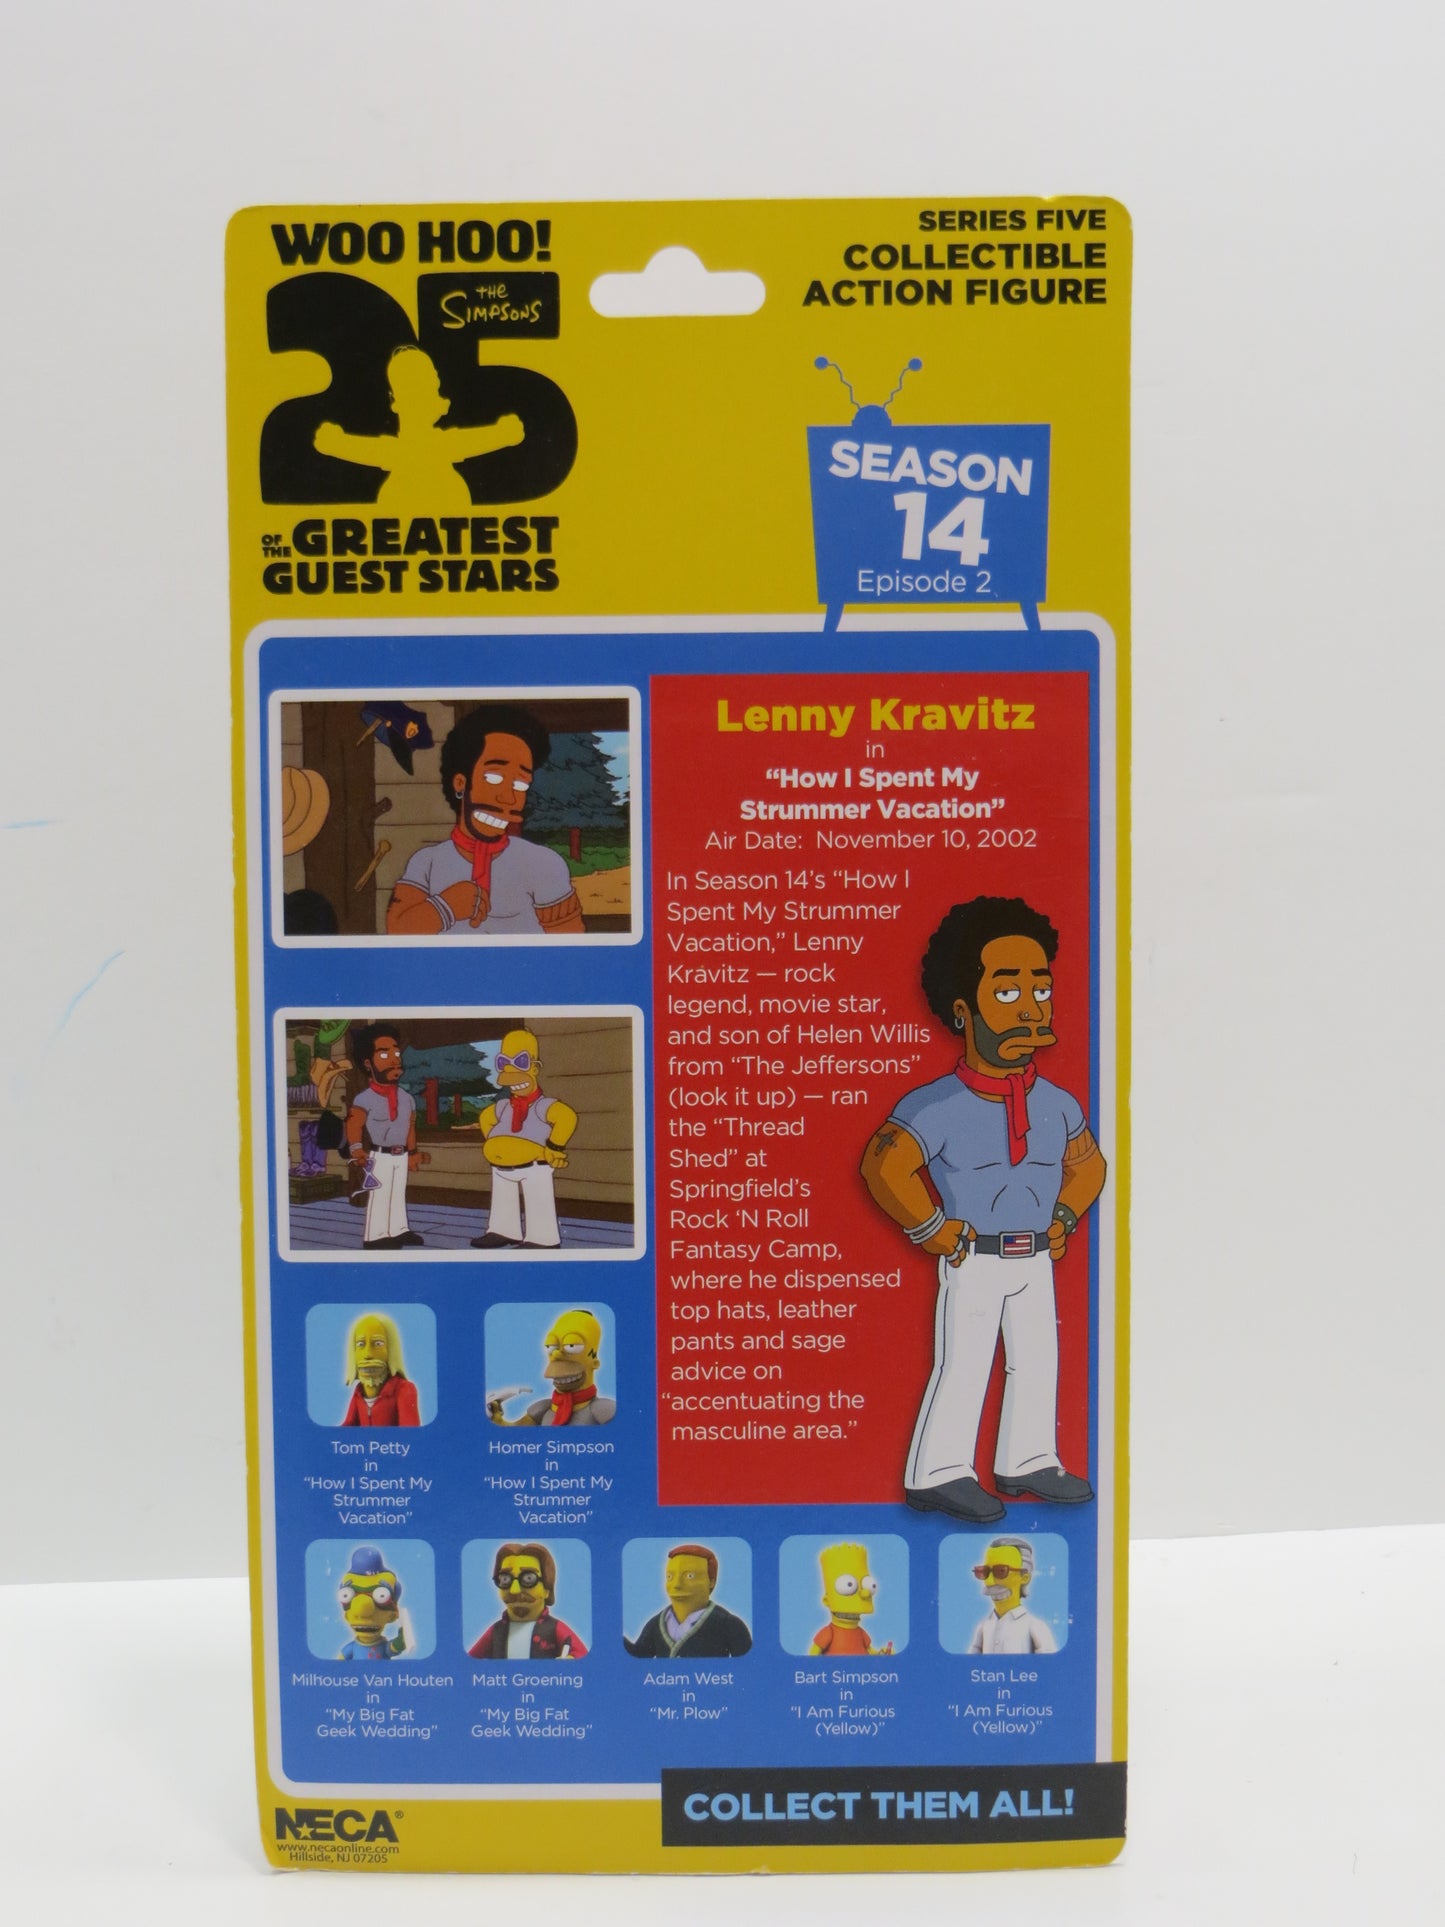 WOO HOO!
25
THE
SIMPSONS
OF THE GREATEST
GUEST STARS
SERIES FIVE
COLLECTIBLE
ACTION FIGURE
SEASON
14
Episode 2
Lenny Kravitz
in
“How I Spent My
Strummer Vacation”
Air Date: November 10, 2002
In Season 14’s “How I
Spent My Strummer
Vacation,” Lenny
Kravitz — rock
legend, movie star,
and son of Helen Willis
from “The Jeffersons”
(look it up) — ran
the “Thread
Shed” at
Springfield’s
Rock ‘N Roll
Fantasy Camp,
where he dispensed
top hats, leather
pants and sage
advice on
“accentuating the
masculine area.”
Tom Petty
in
“How I Spent My
Strummer
Vacation”
Homer Simpson
in
“How I Spent My
Strummer
Vacation”
Milhouse Van Houten
in
“My Big Fat
Geek Wedding”
Matt Groening
in
“My Big Fat
Geek Wedding”
Adam West
in
“Mr. Plow”
Bart Simpson
in
“I Am Furious
(Yellow)”
Stan Lee
in
“I Am Furious
(Yellow)”
COLLECT THEM ALL!
NECA®
www.necaonline.com
Hillside, NJ 07205